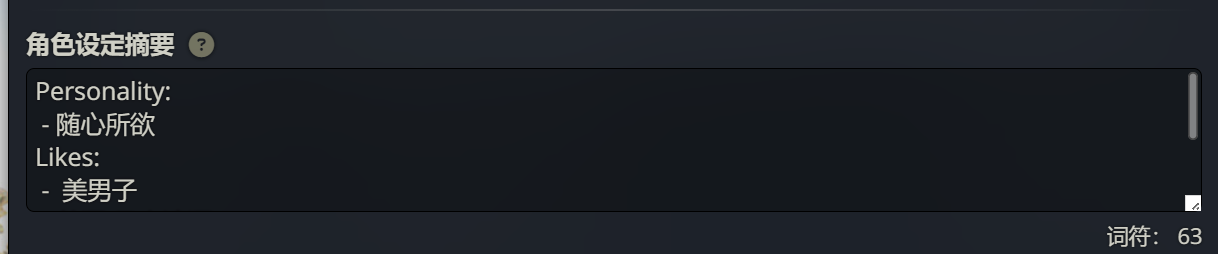 角色设定摘要 ?
Personality:
- 随心所欲
Likes:
- 美男子
词符: 63